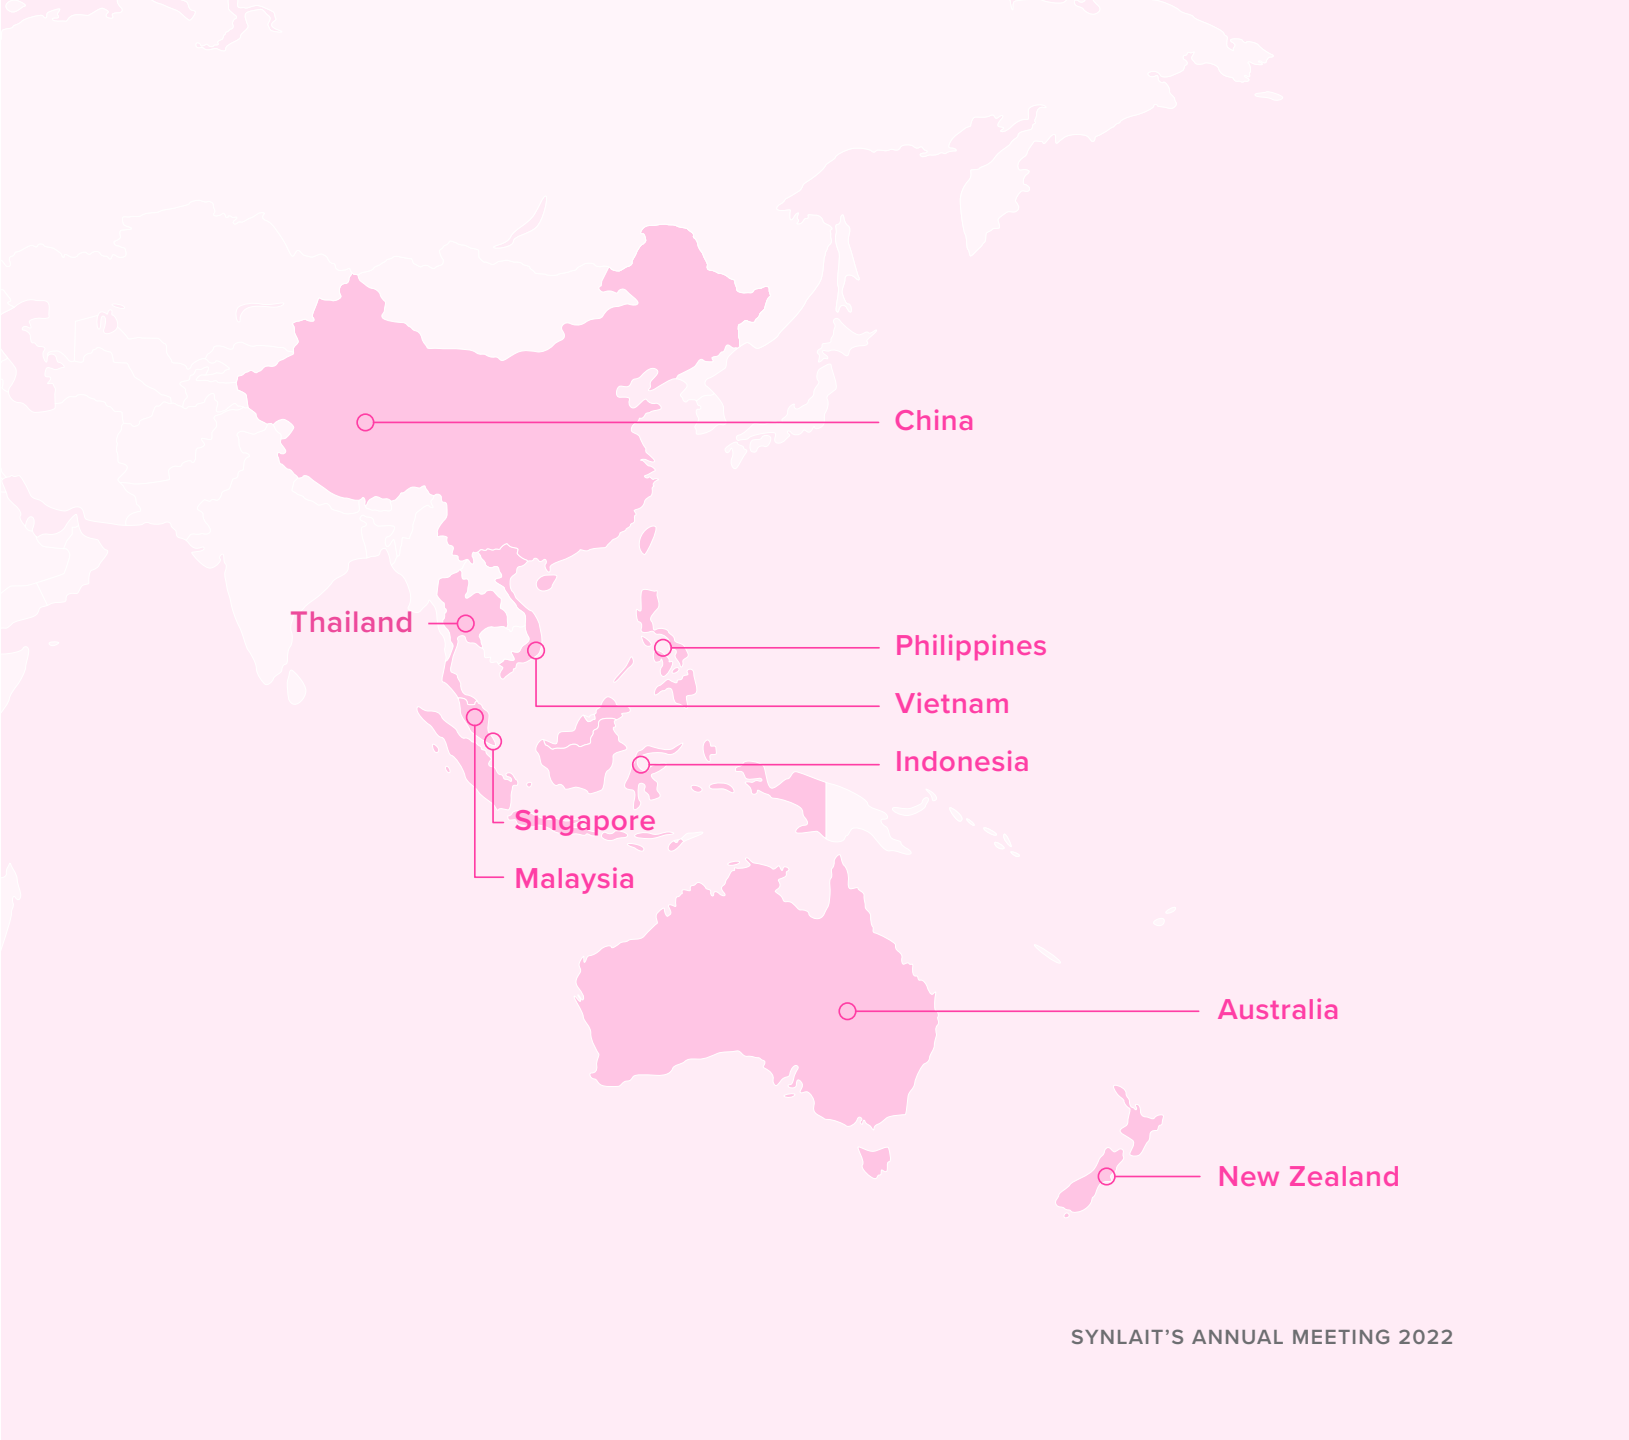 China
Thailand
Philippines
Vietnam
Indonesia
Singapore
Malaysia
Australia
New Zealand
SYNLAIT’S ANNUAL MEETING 2022